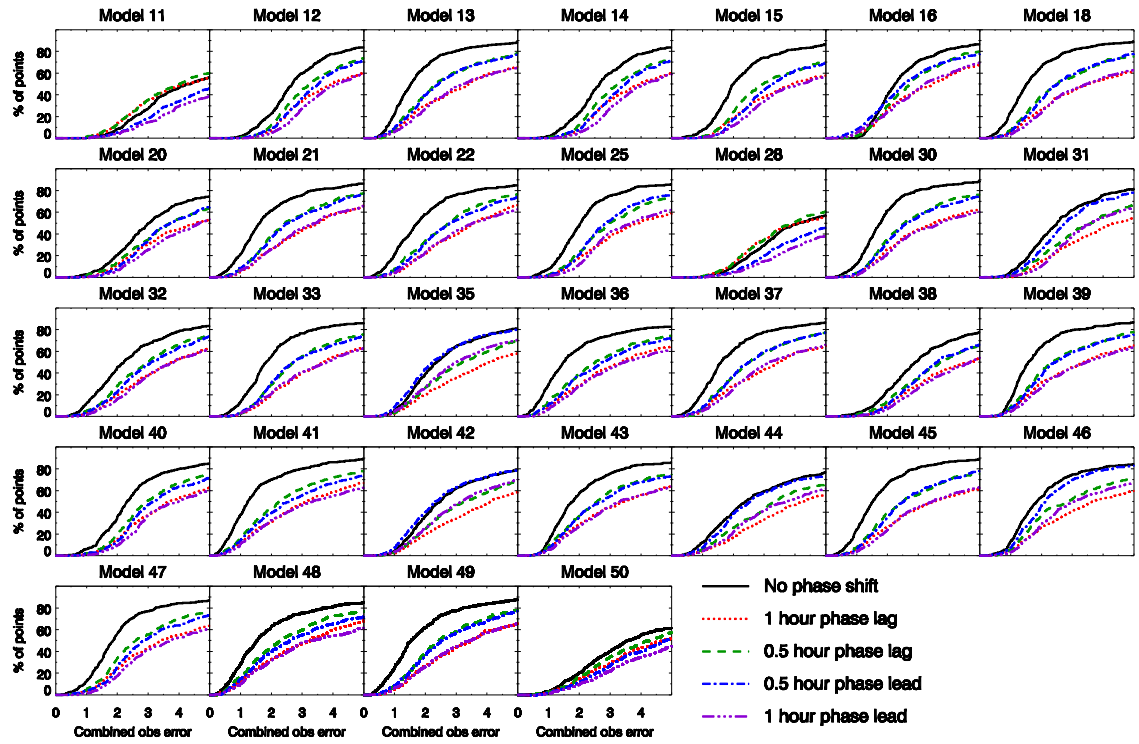 Model 11 Model 12 Model 13 Model 14 Model 15 Model 16 Model 18
% of points
80
60
40
20
0
Model 20 Model 21 Model 22 Model 25 Model 28 Model 30 Model 31
% of points
80
60
40
20
0
Model 32 Model 33 Model 35 Model 36 Model 37 Model 38 Model 39
% of points
80
60
40
20
0
Model 40 Model 41 Model 42 Model 43 Model 44 Model 45 Model 46
% of points
80
60
40
20
0
Model 47 Model 48 Model 49 Model 50
% of points
80
60
40
20
0
0 1 2 3 4 0 1 2 3 4 0 1 2 3 4 0 1 2 3 4
Combined obs error Combined obs error Combined obs error Combined obs error
No phase shift
1 hour phase lag
0.5 hour phase lag
0.5 hour phase lead
1 hour phase lead